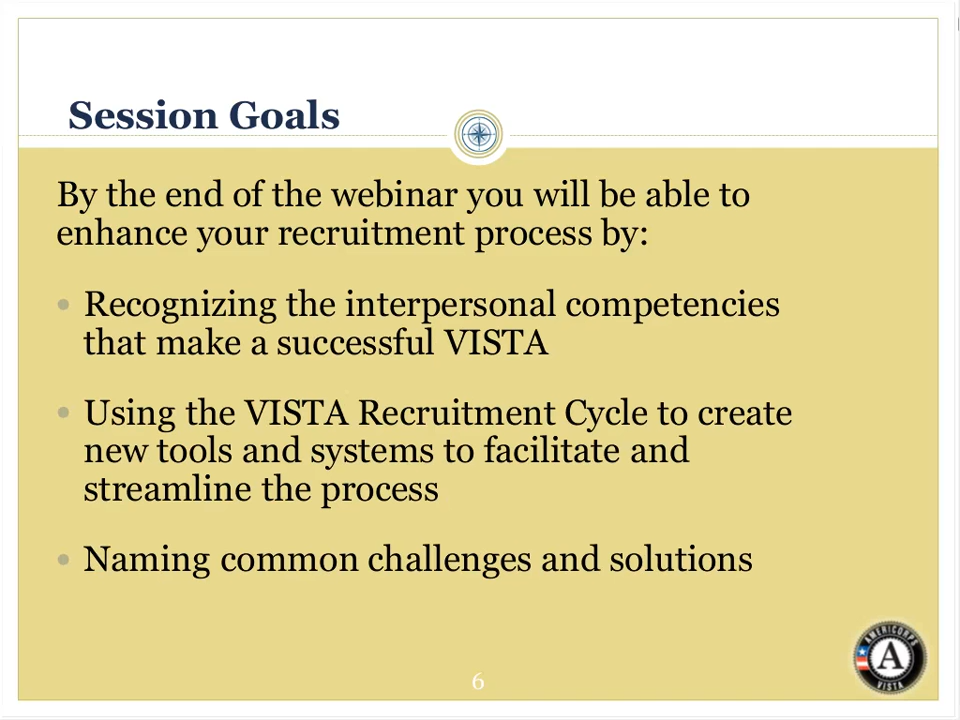 Session Goals
By the end of the webinar you will be able to
enhance your recruitment process by:
• Recognizing the interpersonal competencies
that make a successful VISTA
• Using the VISTA Recruitment Cycle to create
new tools and systems to facilitate and
streamline the process
• Naming common challenges and solutions
AMERICORPS
A
VISTA
6